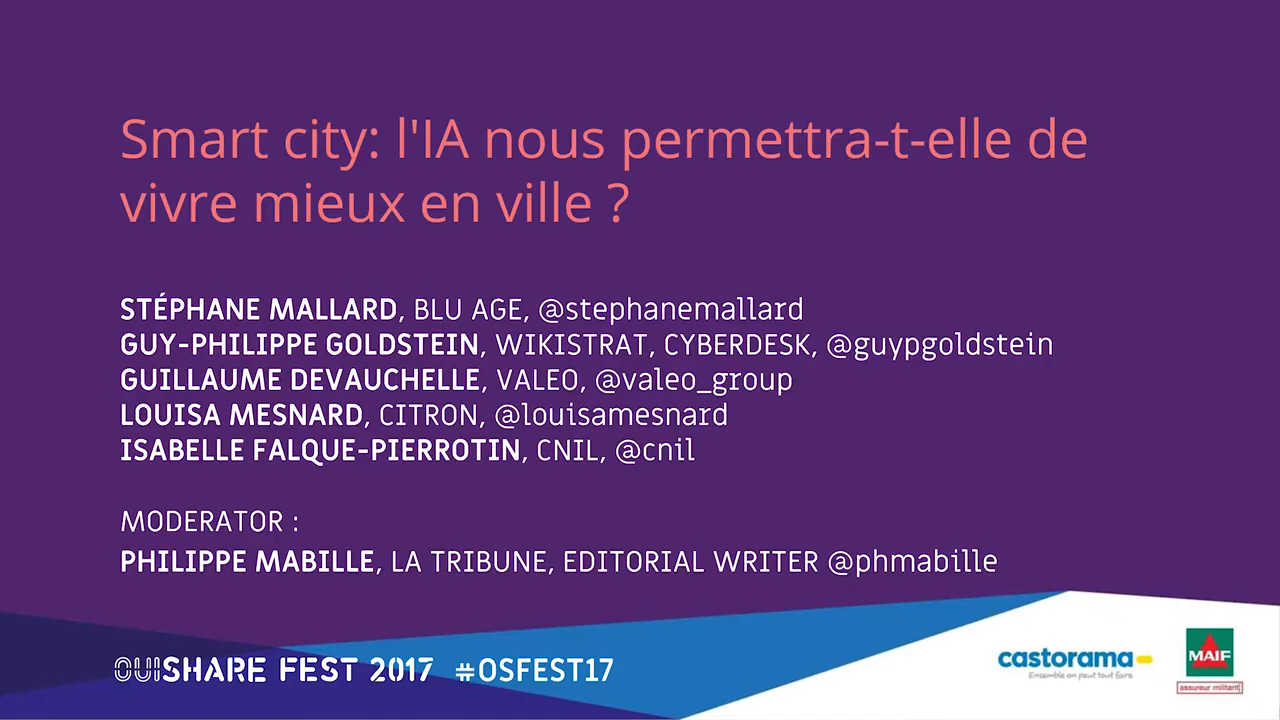 Smart city: l'IA nous permettra-t-elle de
vivre mieux en ville ?
STÉPHANE MALLARD, BLU AGE, @stephanemallard
GUY-PHILIPPE GOLDSTEIN, WIKISTRAT, CYBERDESK, @guypgoldstein
GUILLAUME DEVAUCHELLE, VALEO, @valeo_group
LOUISA MESNARD, CITRON, @louisamesnard
ISABELLE FALQUE-PIERROTIN, CNIL, @cnil
MODERATOR :
PHILIPPE MABILLE, LA TRIBUNE, EDITORIAL WRITER @phmabille
OUISHARE FEST 2017 #OSFEST17
castorama
Ensemble on peut tout faire
MAIF
assureur militant